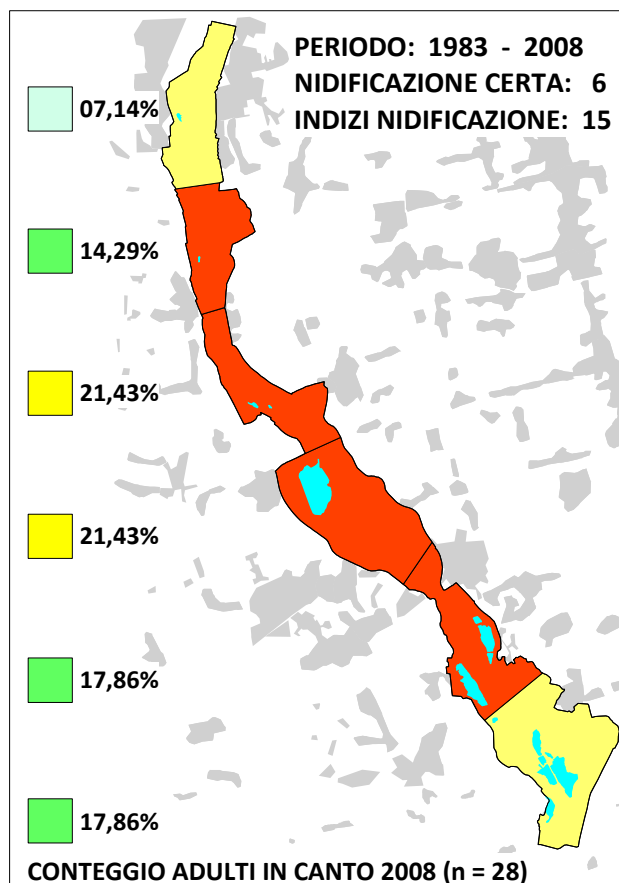 PERIODO: 1983 - 2008
NIDIFICAZIONE CERTA: 6
INDIZI NIDIFICAZIONE: 15
07,14%
14,29%
21,43%
21,43%
17,86%
17,86%
CONTEGGIO ADULTI IN CANTO 2008 (n = 28)